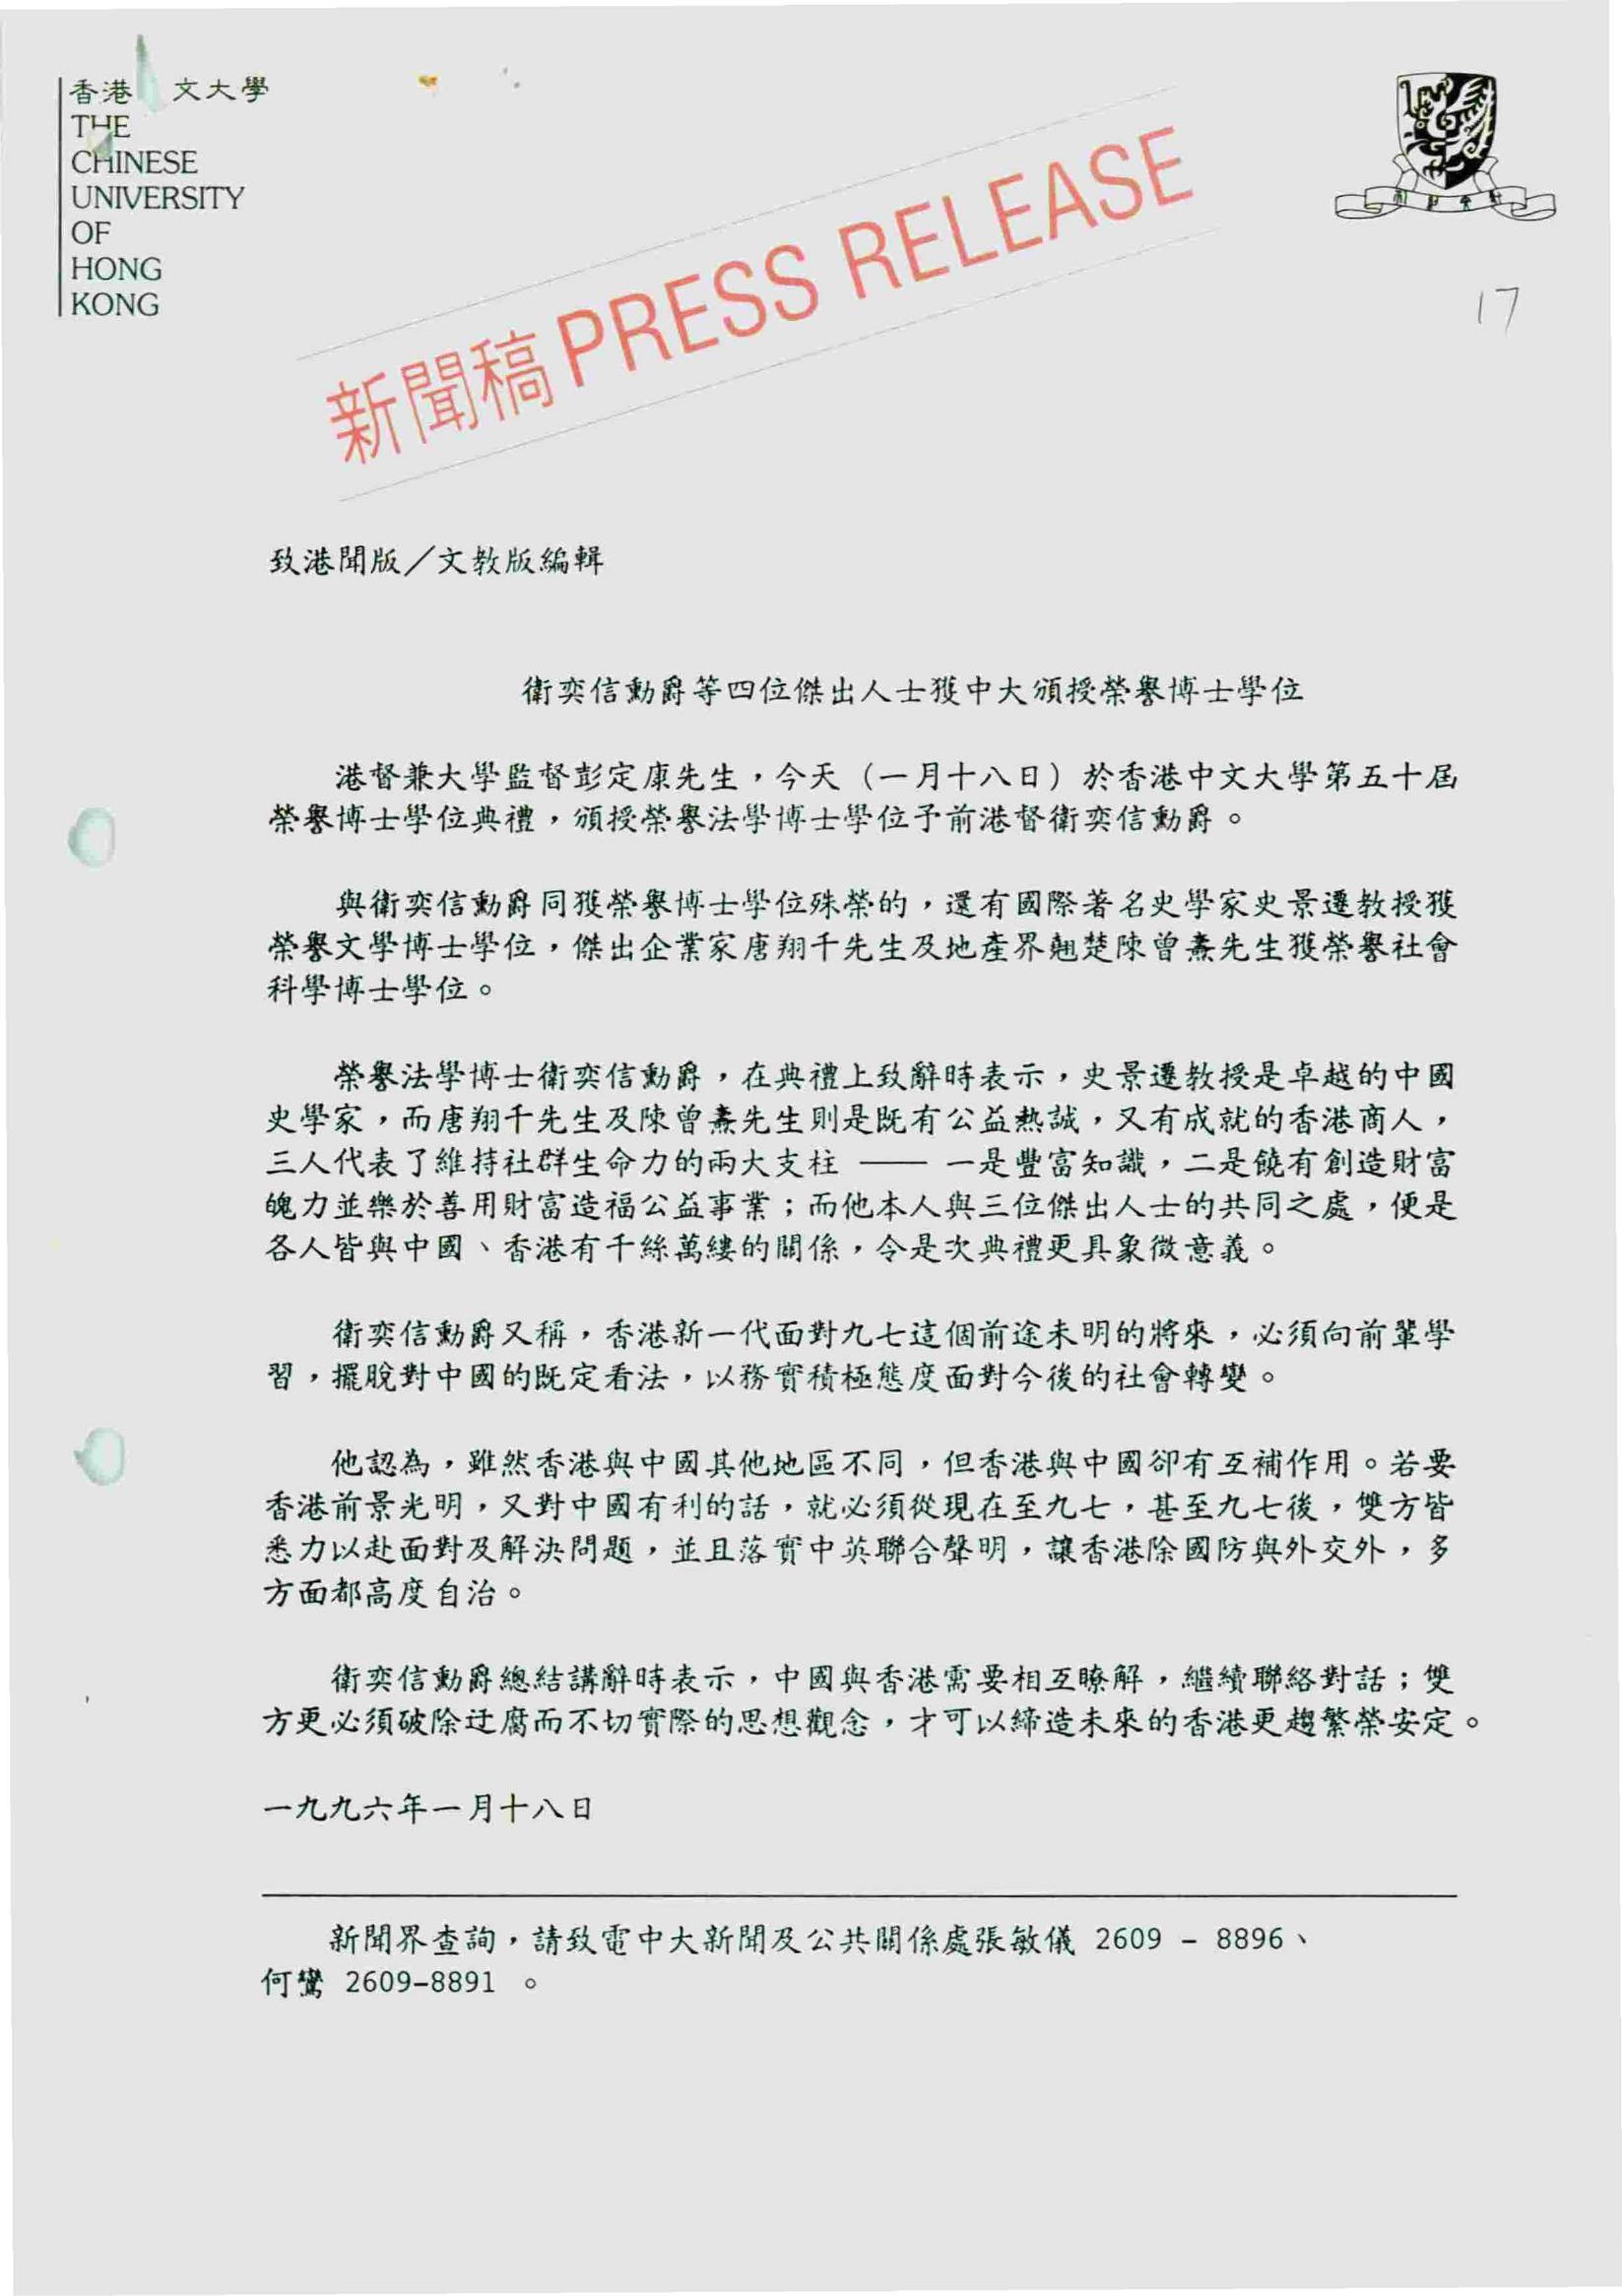 香港 文大學
THE
CHINESE
UNIVERSITY
OF
HONG
KONG
17
新聞稿 PRESS RELEASE
致港聞版／文教版編輯
衛奕信勳爵等四位傑出人士獲中大頒授榮譽博士學位
港督兼大學監督彭定康先生，今天（一月十八日）於香港中文大學第五十屆
榮譽博士學位典禮，頒授榮譽法學博士學位予前港督衛奕信勳爵。
與衛奕信勳爵同獲榮譽博士學位殊榮的，還有國際著名史學家史景遷教授獲
榮譽文學博士學位，傑出企業家唐翔千先生及地產界翹楚陳曾燾先生獲榮譽社會
科學博士學位。
榮譽法學博士衛奕信勳爵，在典禮上致辭時表示，史景遷教授是卓越的中國
史學家，而唐翔千先生及陳曾燾先生則是既有公益熱誠，又有成就的香港商人，
三人代表了維持社群生命力的兩大支柱 —— 一是豐富知識，二是饒有創造財富
魄力並樂於善用財富造福公益事業；而他本人與三位傑出人士的共同之處，便是
各人皆與中國、香港有千絲萬縷的關係，令是次典禮更具象徵意義。
衛奕信勳爵又稱，香港新一代面對九七這個前途未明的將來，必須向前輩學
習，擺脫對中國的既定看法，以務實積極態度面對今後的社會轉變。
他認為，雖然香港與中國其他地區不同，但香港與中國卻有互補作用。若要
香港前景光明，又對中國有利的話，就必須從現在至九七，甚至九七後，雙方皆
悉力以赴面對及解決問題，並且落實中英聯合聲明，讓香港除國防與外交外，多
方面都高度自治。
衛奕信勳爵總結講辭時表示，中國與香港需要相互瞭解，繼續聯絡對話；雙
方更必須破除迂腐而不切實際的思想觀念，才可以締造未來的香港更趨繁榮安定。
一九九六年一月十八日
新聞界查詢，請致電中大新聞及公共關係處張敏儀 2609 - 8896、
何鸞 2609-8891 。